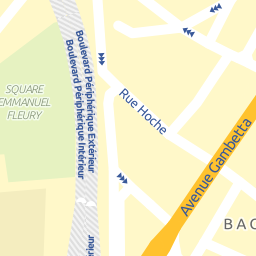 SQUARE
EMMANUEL
FLEURY
Boulevard Périphérique Extérieur
Boulevard Périphérique Intérieur
Rue Hoche
Avenue Gambetta
BAG